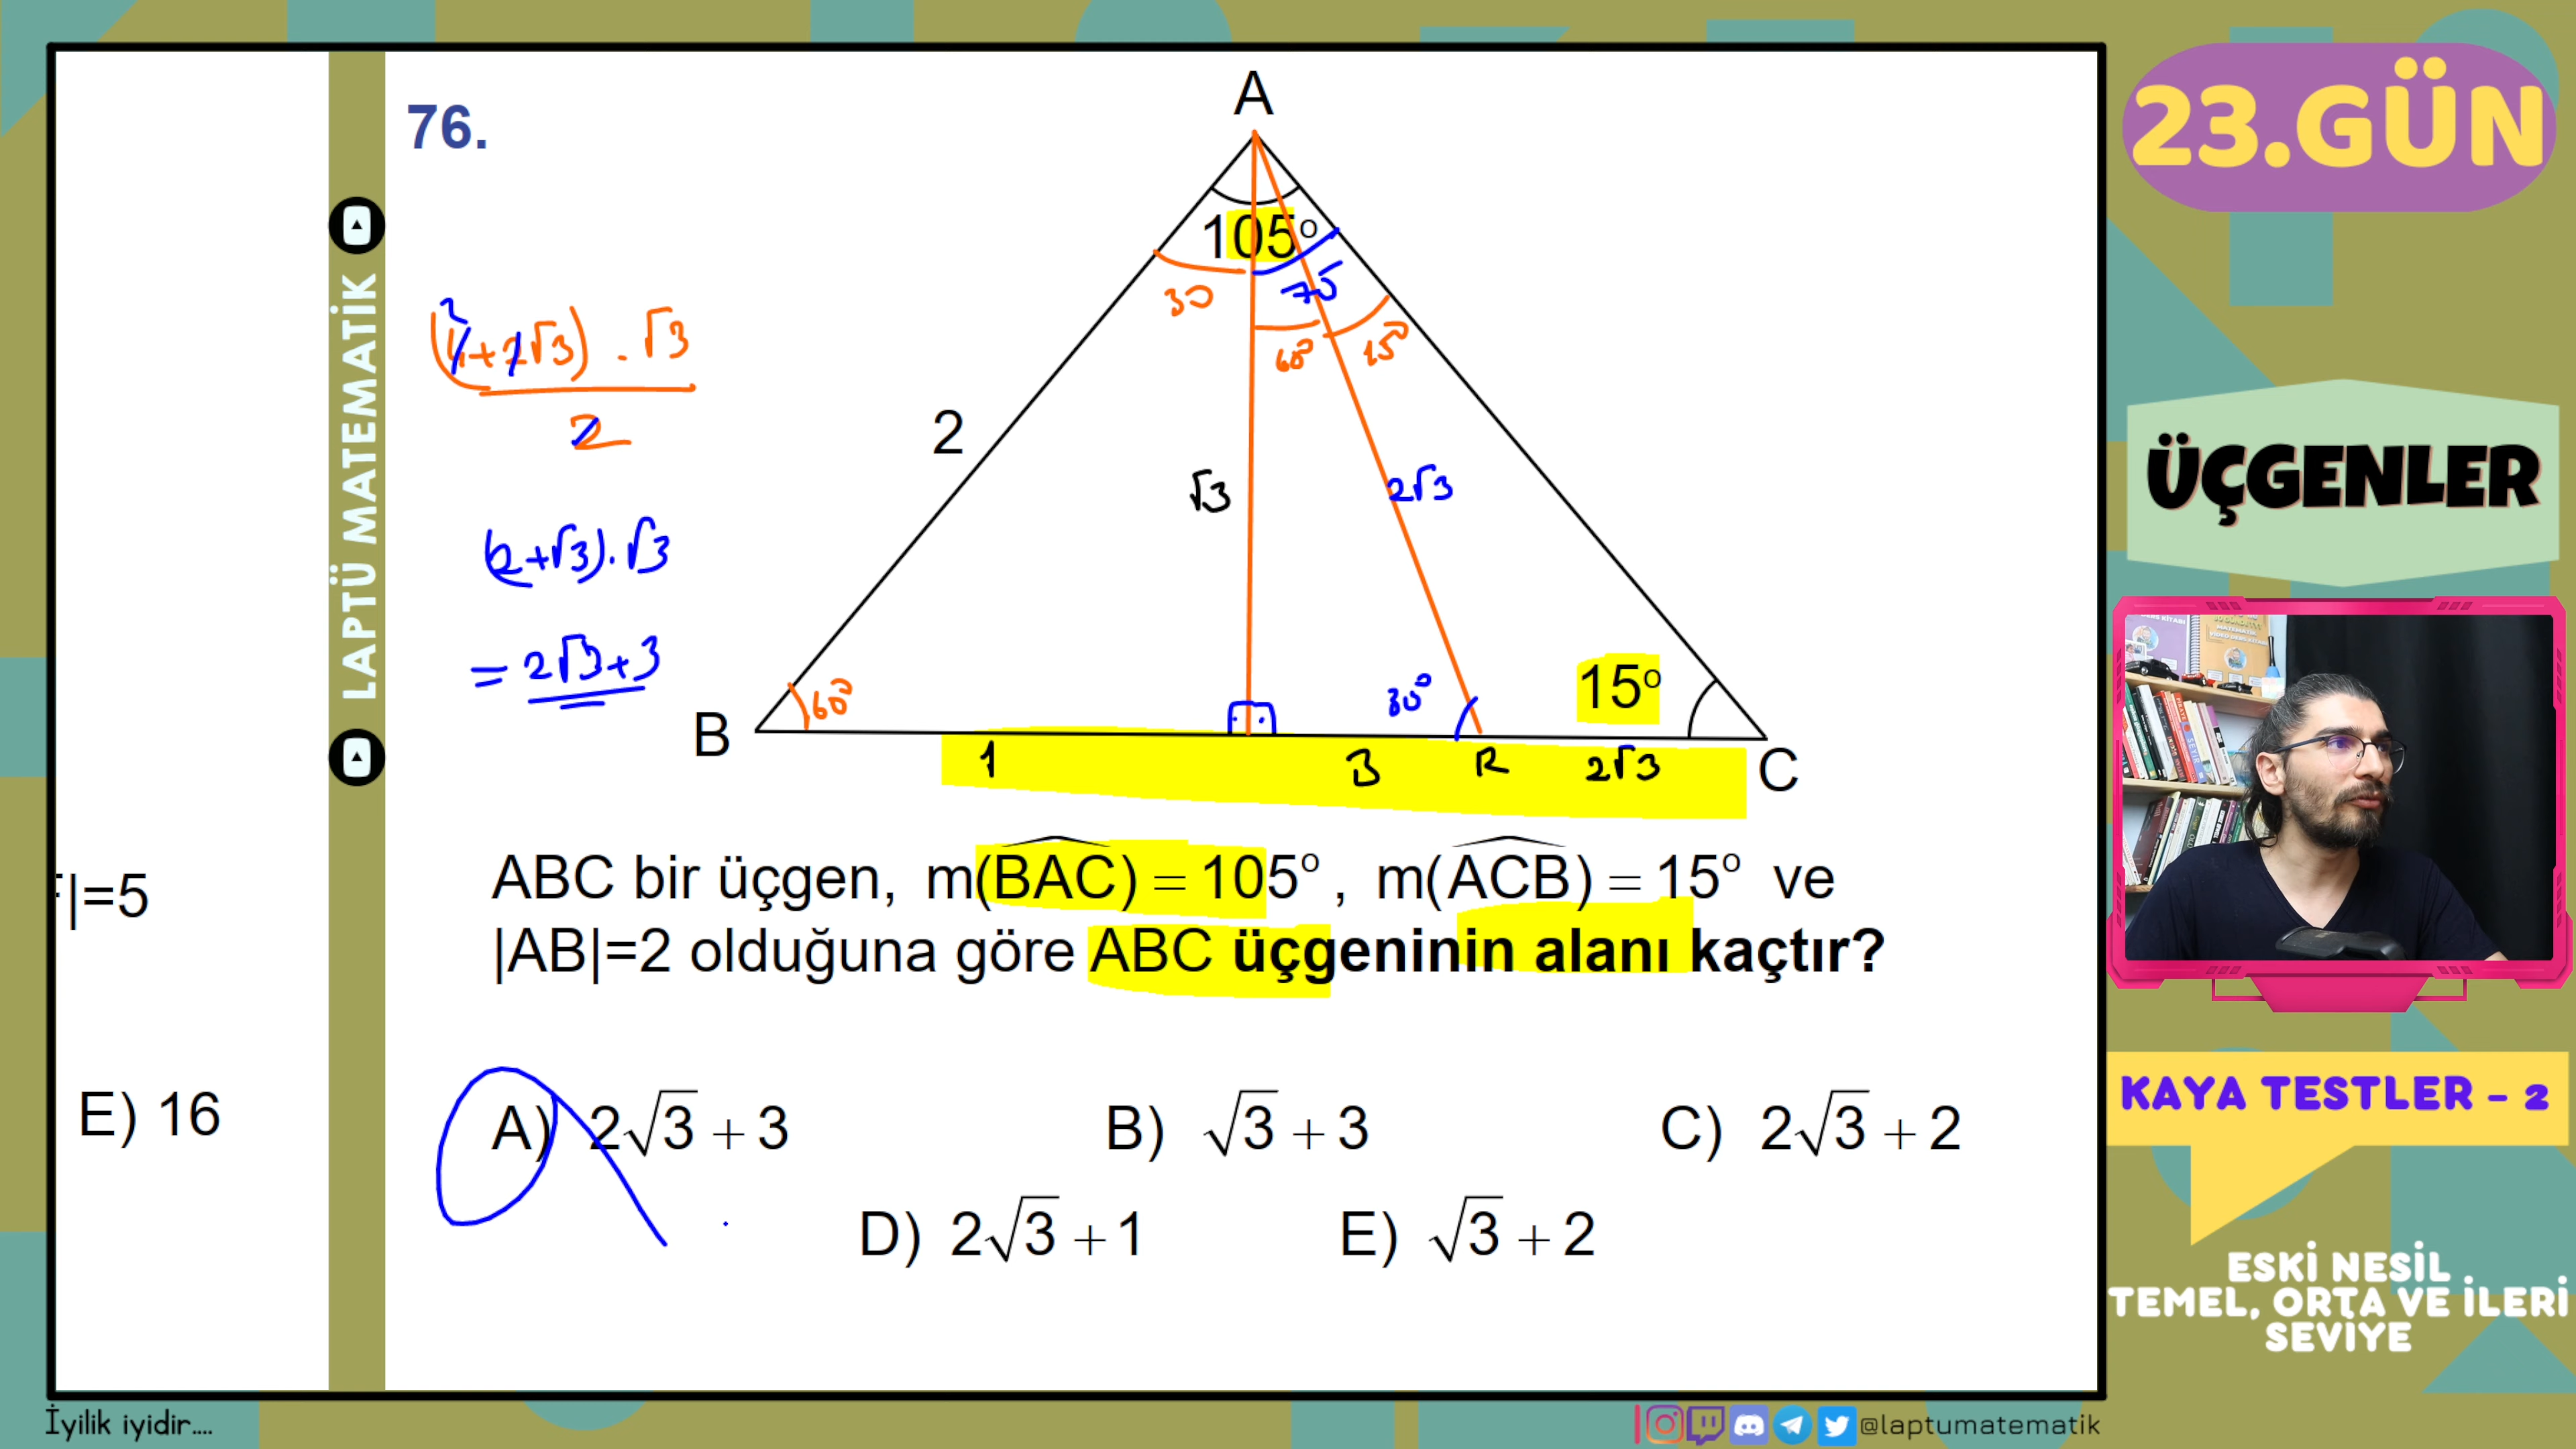 76.
A
105°
30
75
60°
15°
(4+2√3) . √3
2
2
2
√3
2√3
(2+√3).√3
= 2√3+3
B
60°
30°
15°
1
3
R
2√3
C
ABC bir üçgen, m(BAC) = 105° , m(ACB) = 15° ve
|AB|=2 olduğuna göre ABC üçgeninin alanı kaçtır?
A) 2√3 + 3
B) √3 + 3
C) 2√3 + 2
D) 2√3 + 1
E) √3 + 2
|=5
E) 16
LAPTÜ MATEMATİK
23.GÜN
ÜÇGENLER
KAYA TESTLER - 2
ESKİ NESİL
TEMEL, ORTA VE İLERİ
SEVİYE
İyilik iyidir....
@laptumatematik